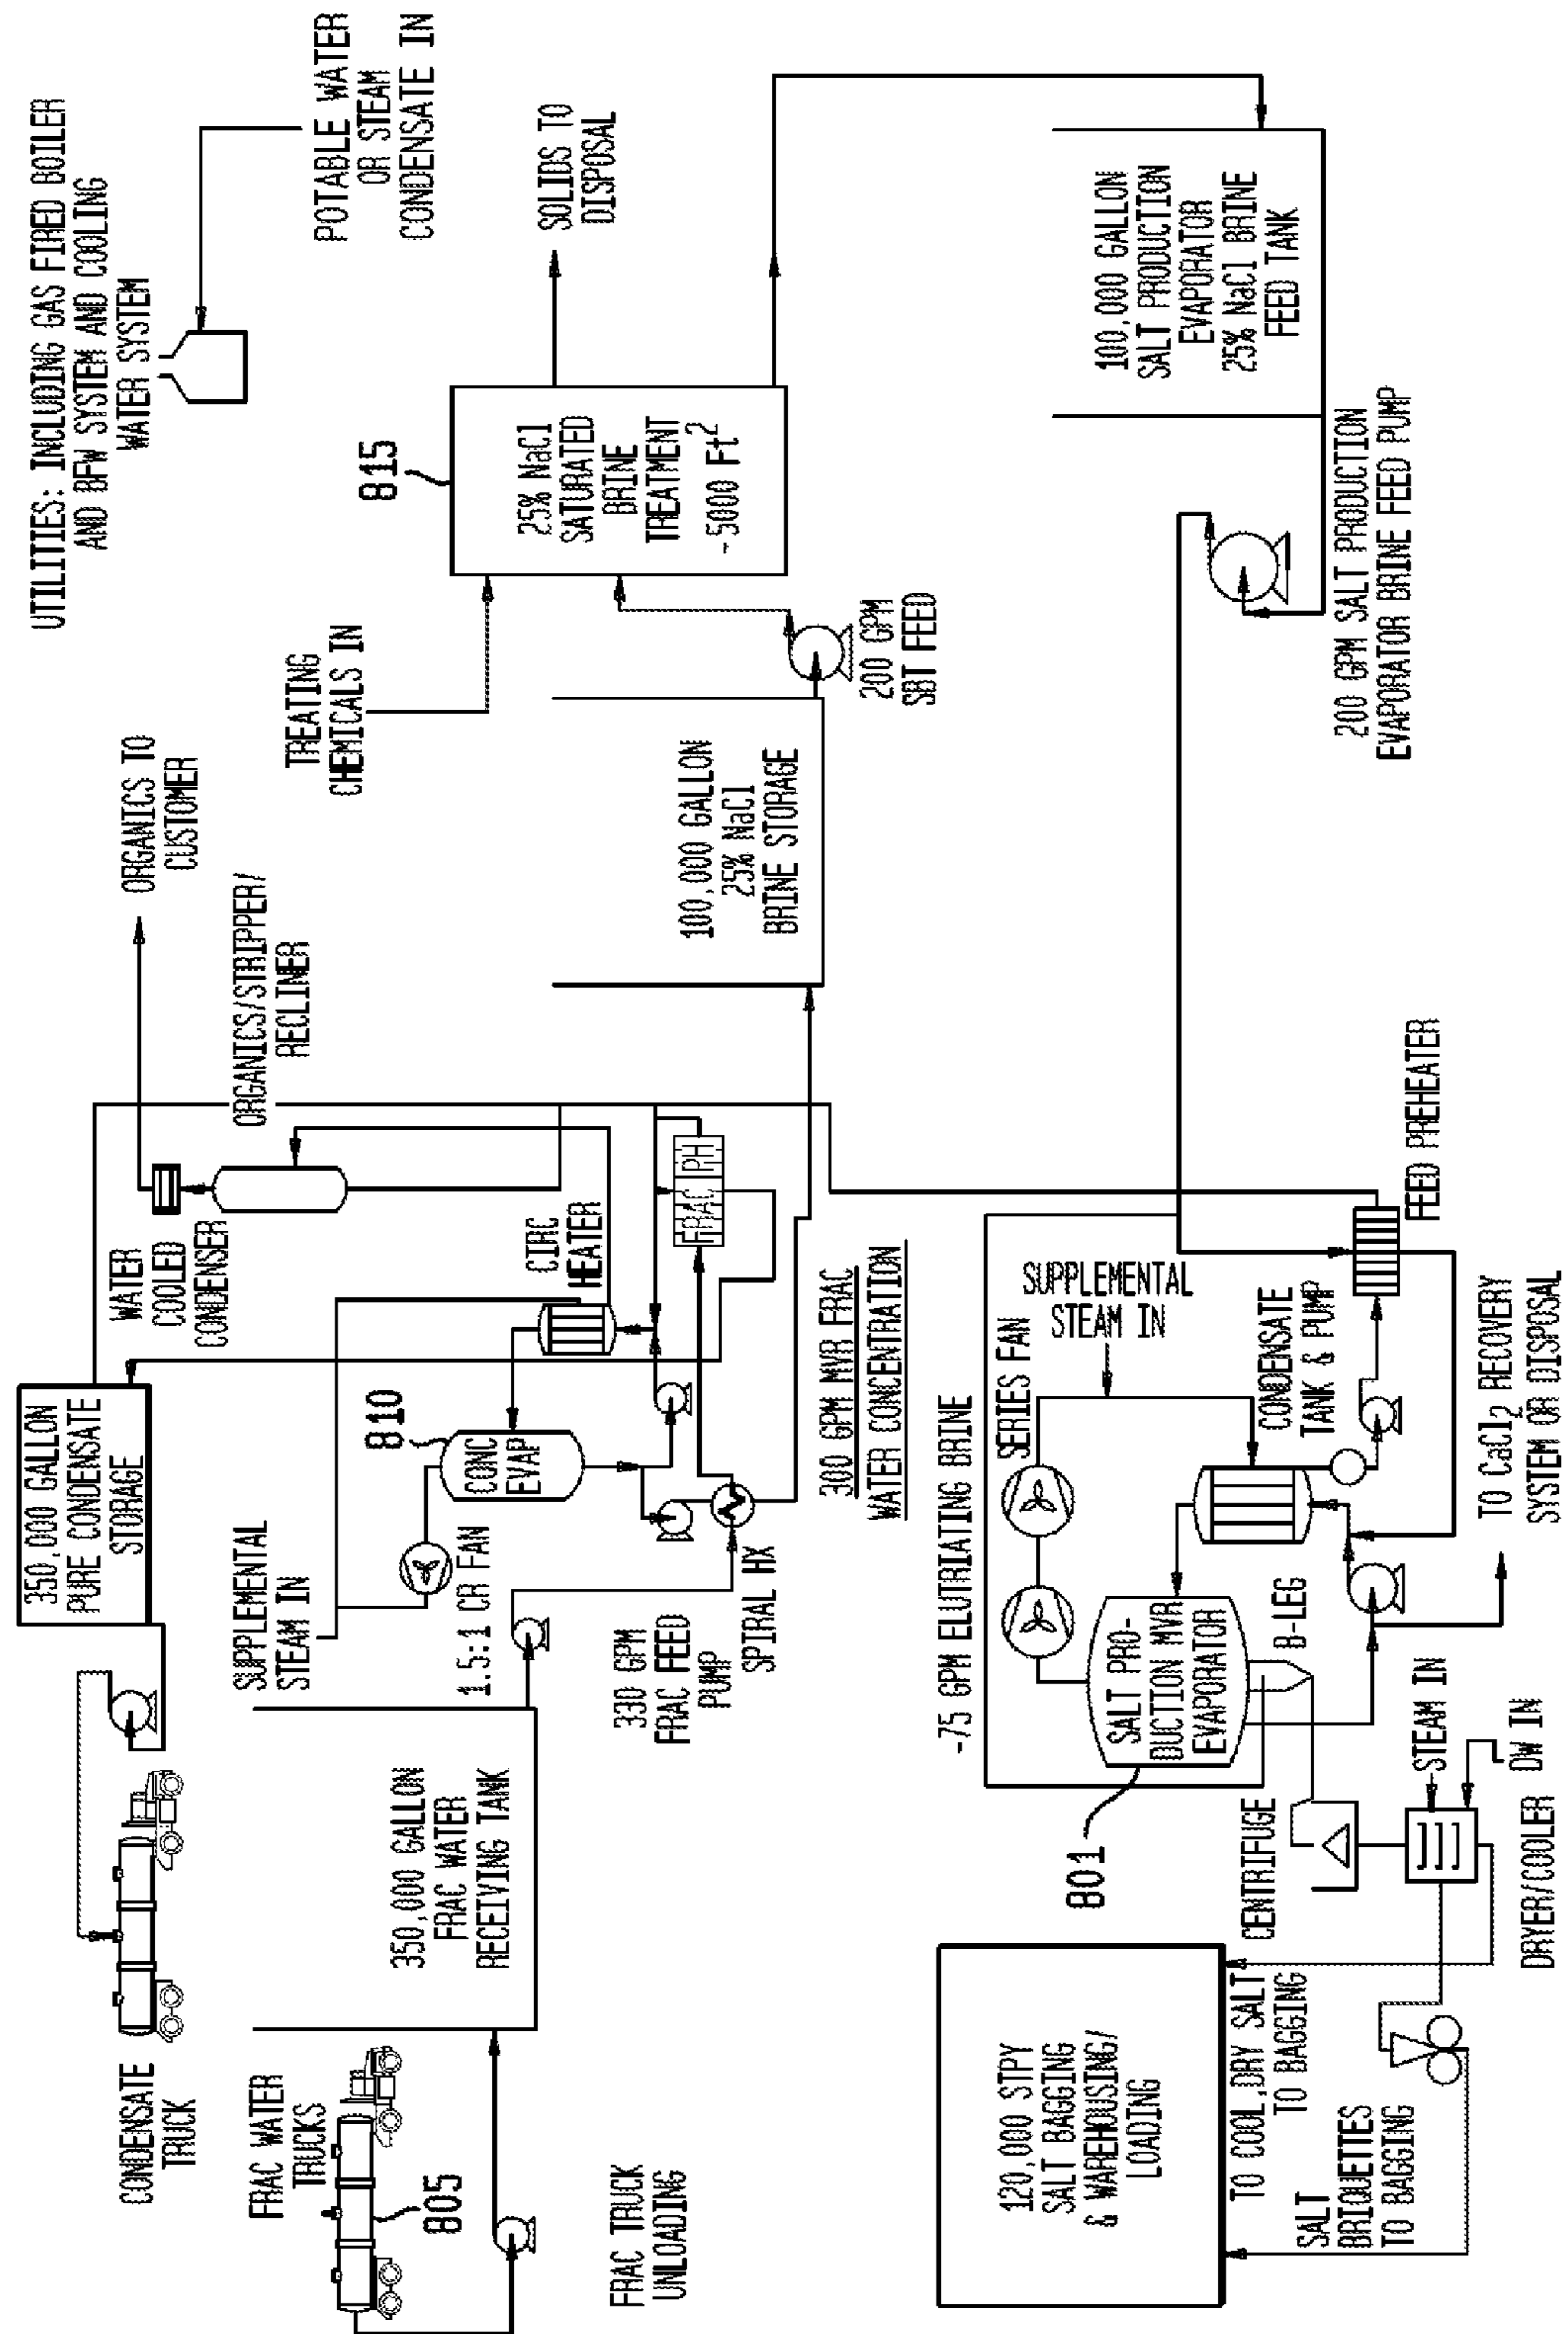 CONDENSATE
TRUCK
350,000 GALLON
PURE CONDENSATE
STORAGE
WATER
COOLED
CONDENSER
ORGANICS TO
CUSTOMER
ORGANICS/STRIPPER/
RECLINER
UTILITIES: INCLUDING GAS FIRED BOILER
AND BFW SYSTEM AND COOLING
WATER SYSTEM
POTABLE WATER
OR STEAM
CONDENSATE IN
FRAC WATER
TRUCKS
805
FRAC TRUCK
UNLOADING
350,000 GALLON
FRAC WATER
RECEIVING TANK
SUPPLEMENTAL
STEAM IN
1.5:1 CR FAN
810
CONC
EVAP
CIRC
HEATER
FRAC PH
330 GPM
FRAC FEED
PUMP
SPIRAL HX
300 GPM MVR FRAC
WATER CONCENTRATION
TREATING
CHEMICALS IN
100,000 GALLON
25% NaCl
BRINE STORAGE
200 GPM
SBT FEED
815
25% NaCl
SATURATED
BRINE
TREATMENT
~5000 Ft2
SOLIDS TO
DISPOSAL
120,000 STPY
SALT BAGGING
& WAREHOUSING/
LOADING
TO COOL,DRY SALT
TO BAGGING
SALT
BRIQUETTES
TO BAGGING
801
CENTRIFUGE
STEAM IN
DW IN
DRYER/COOLER
~75 GPM ELUTRIATING BRINE
SERIES FAN
SUPPLEMENTAL
STEAM IN
SALT PRO-
DUCTION MVR
EVAPORATOR
B-LEG
CONDENSATE
TANK & PUMP
FEED PREHEATER
TO CaCl2 RECOVERY
SYSTEM OR DISPOSAL
100,000 GALLON
SALT PRODUCTION
EVAPORATOR
25% NaCl BRINE
FEED TANK
200 GPM SALT PRODUCTION
EVAPORATOR BRINE FEED PUMP